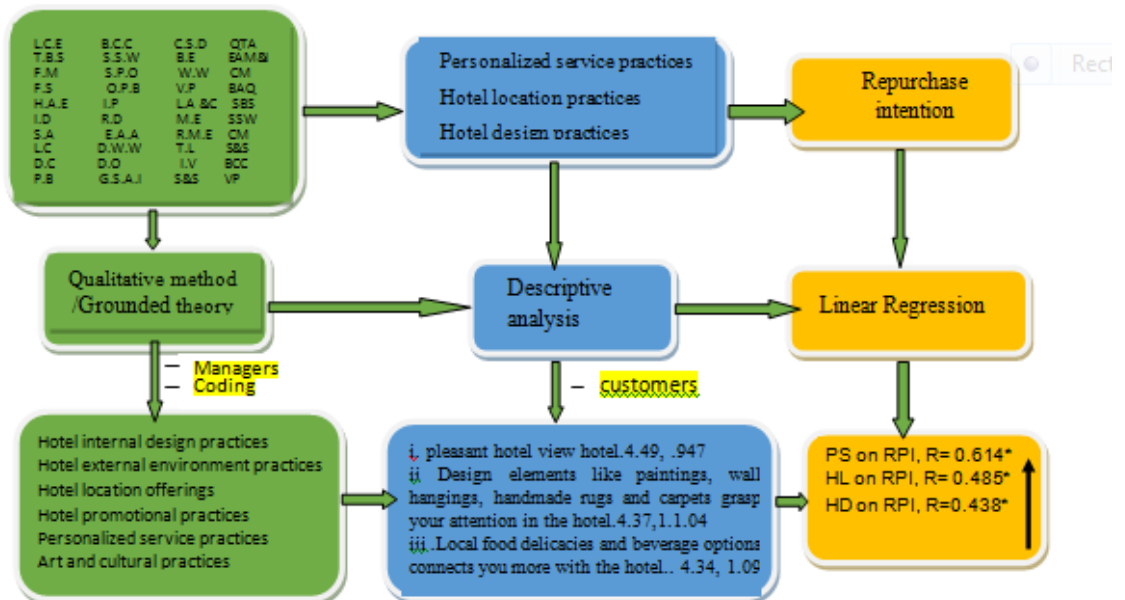 L.C.E B.C.C C.S.D QTA
T.B.S S.S.W B.E EAM&I
F.M S.P.O W.W CM
F.S O.P.B V.P BAQ
H.A.E I.P L.A &C SBS
I.D R.D M.E SSW
S.A E.A.A R.M.E CM
L.C D.W.W T.L S&S
D.C D.O I.V BCC
P.B G.S.A.I S&S VP
Personalized service practices
Hotel location practices
Hotel design practices
Repurchase
intention
Rect
Qualitative method
/Grounded theory
Descriptive
analysis
Linear Regression
– Managers
– Coding
– customers
Hotel internal design practices
Hotel external environment practices
Hotel location offerings
Hotel promotional practices
Personalized service practices
Art and cultural practices
i. pleasant hotel view hotel.4.49, .947
ii Design elements like paintings, wall
hangings, handmade rugs and carpets grasp
your attention in the hotel.4.37,1.1.04
iii .Local food delicacies and beverage options
connects you more with the hotel.. 4.34, 1.09
PS on RPI, R= 0.614*
HL on RPI, R= 0.485*
HD on RPI, R=0.438*